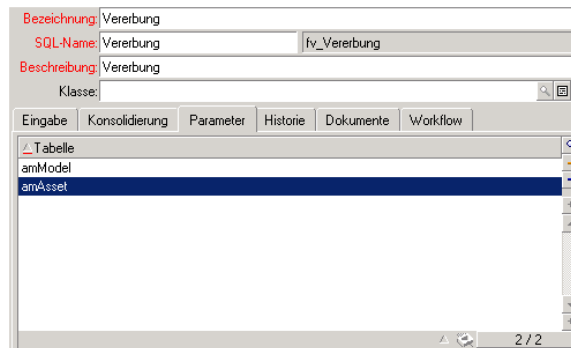 Bezeichnung: Vererbung
SQL-Name: Vererbung fv_Vererbung
Beschreibung: Vererbung
Klasse:
Eingabe Konsolidierung Parameter Historie Dokumente Workflow
Tabelle
amModel
amAsset
2 / 2